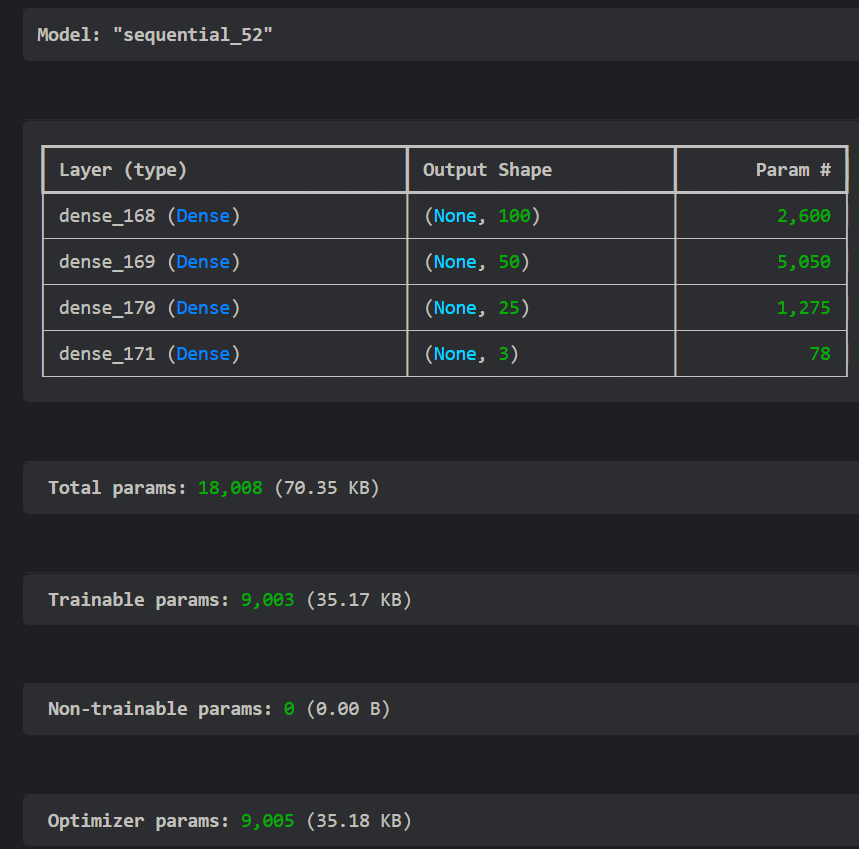 Model: "sequential_52"
Layer (type) Output Shape Param #
dense_168 (Dense) (None, 100) 2,600
dense_169 (Dense) (None, 50) 5,050
dense_170 (Dense) (None, 25) 1,275
dense_171 (Dense) (None, 3) 78
Total params: 18,008 (70.35 KB)
Trainable params: 9,003 (35.17 KB)
Non-trainable params: 0 (0.00 B)
Optimizer params: 9,005 (35.18 KB)